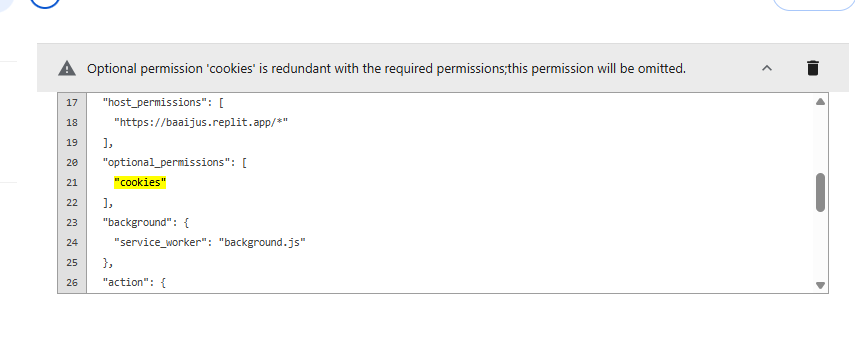 Optional permission 'cookies' is redundant with the required permissions;this permission will be omitted.
17 "host_permissions": [
18 "https://baaijus.replit.app/*"
19 ],
20 "optional_permissions": [
21 "cookies"
22 ],
23 "background": {
24 "service_worker": "background.js"
25 },
26 "action": {